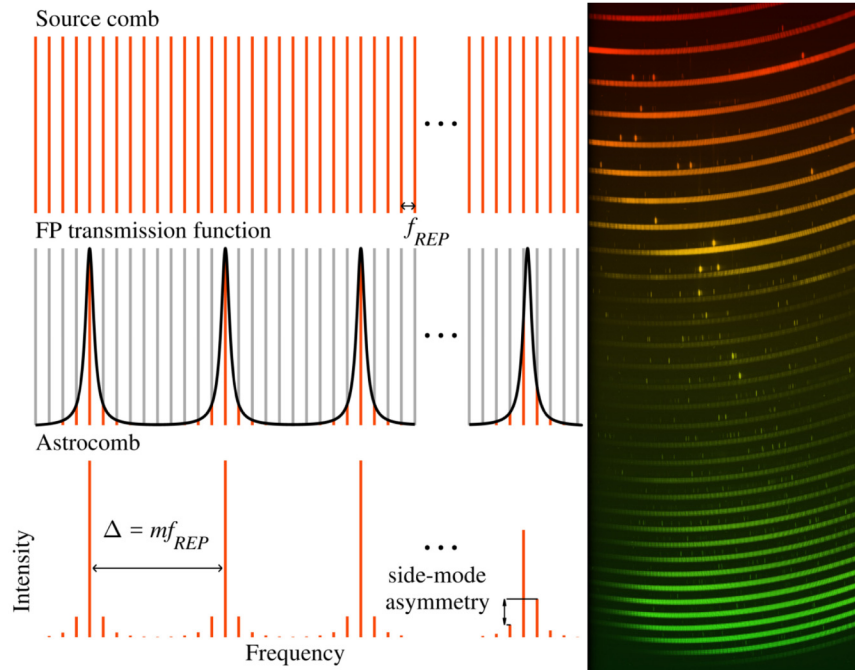 Source comb
f_REP
FP transmission function
Astrocomb
Δ = mf_REP
side-mode
asymmetry
Intensity
Frequency